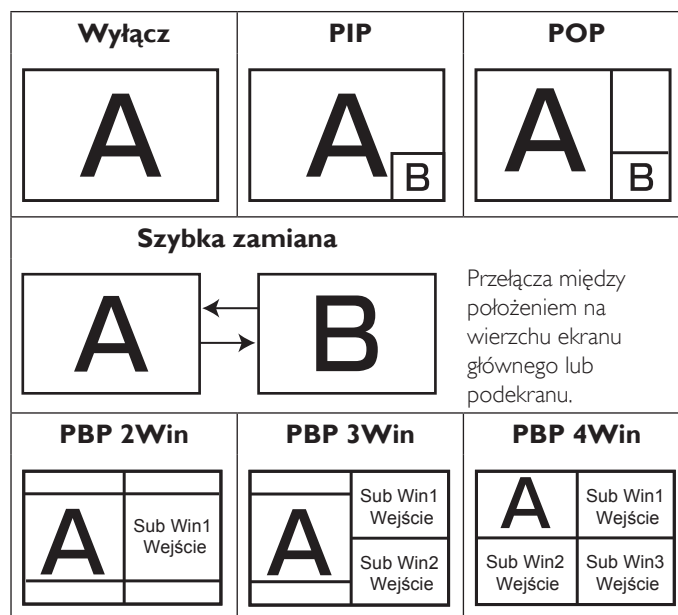 Wyłącz
PIP
POP
A
A
B
A
B
Szybka zamiana
A
B
Przełącza między
położeniem na
wierzchu ekranu
głównego lub
podekranu.
PBP 2Win
PBP 3Win
PBP 4Win
A
Sub Win1
Wejście
A
Sub Win1
Wejście
Sub Win2
Wejście
A
Sub Win1
Wejście
Sub Win2
Wejście
Sub Win3
Wejście